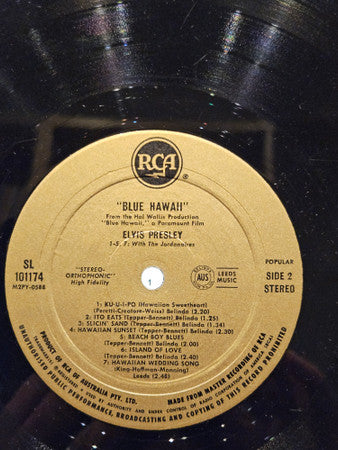 RCA
®
"BLUE HAWAII"
From the Hal Wallis Production
"Blue Hawaii," a Paramount Film
ELVIS PRESLEY
1-5, 7: With The Jordanaires
SL
101174
M2PY-0588
"STEREO-
ORTHOPHONIC"
High Fidelity
AUS
LEEDS
MUSIC
POPULAR
SIDE 2
STEREO
1: KU-U-I-PO (Hawaiian Sweetheart)
(Peretti-Creatore-Weiss) Belinda (2.20)
2: ITO EATS (Tepper-Bennett) Belinda (1.25)
3: SLICIN' SAND (Tepper-Bennett) Belinda (1.34)
4: HAWAIIAN SUNSET (Tepper-Bennett) Belinda (2.30)
5: BEACH BOY BLUES
(Tepper-Bennett) Belinda (2.00)
6: ISLAND OF LOVE
(Tepper-Bennett) Belinda (2.40)
7: HAWAIIAN WEDDING SONG
(King-Hoffman-Manning)
Leeds (2.48)
PRODUCT OF RCA OF AUSTRALIA PTY. LTD.
MADE FROM MASTER RECORDING OF RCA
UNAUTHORISED PUBLIC PERFORMANCE, BROADCASTING AND COPYING OF THIS RECORD PROHIBITED